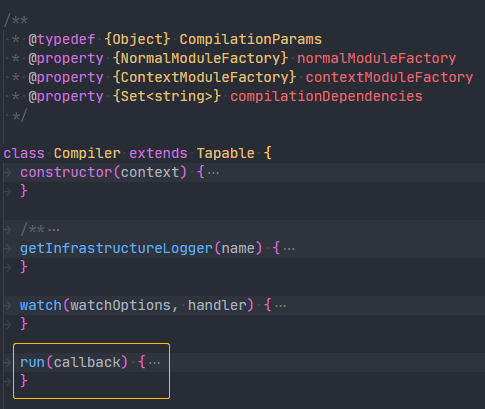 /**
 * @typedef {Object} CompilationParams
 * @property {NormalModuleFactory} normalModuleFactory
 * @property {ContextModuleFactory} contextModuleFactory
 * @property {Set<string>} compilationDependencies
 */
class Compiler extends Tapable {
constructor(context) {…
}
/**…
getInfrastructureLogger(name) {…
}
watch(watchOptions, handler) {…
}
run(callback) {…
}